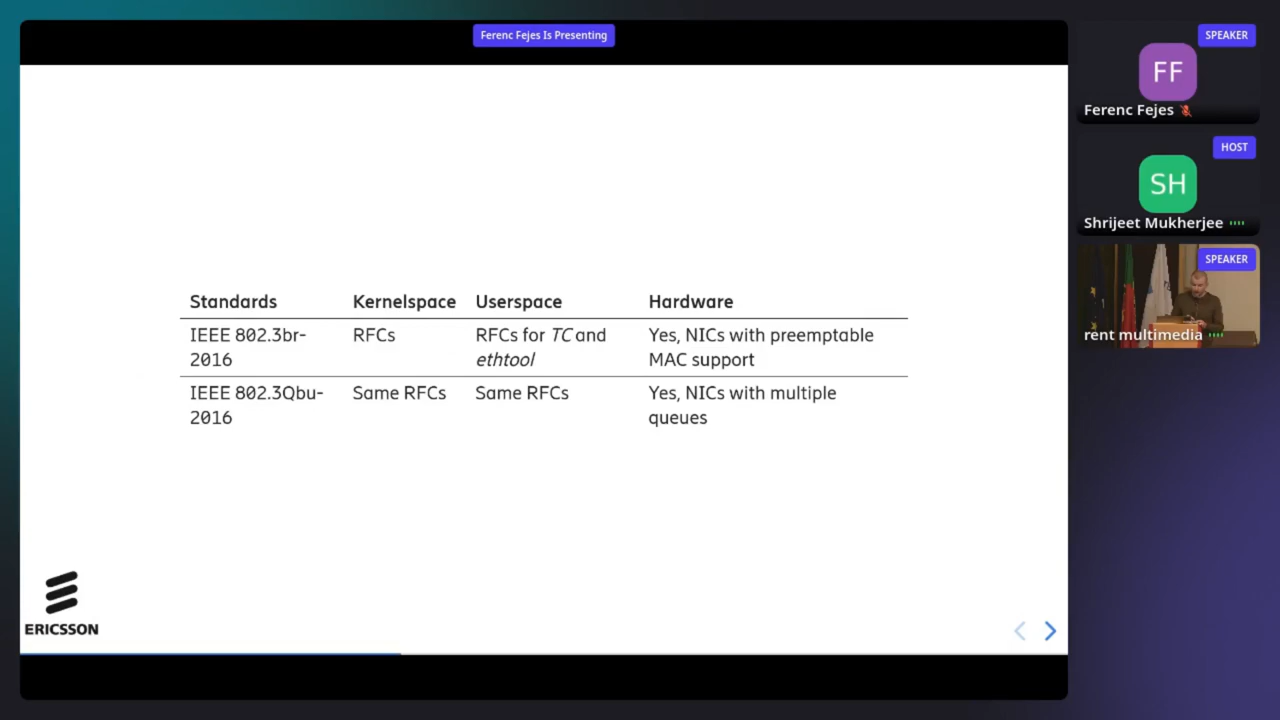 Ferenc Fejes Is Presenting
Standards Kernelspace Userspace Hardware
IEEE 802.3br- RFCs RFCs for TC and Yes, NICs with preemptable
2016 ethtool MAC support
IEEE 802.3Qbu- Same RFCs Same RFCs Yes, NICs with multiple
2016 queues
ERICSSON
SPEAKER
FF
Ferenc Fejes
HOST
SH
Shrijeet Mukherjee
SPEAKER
rent multimedia